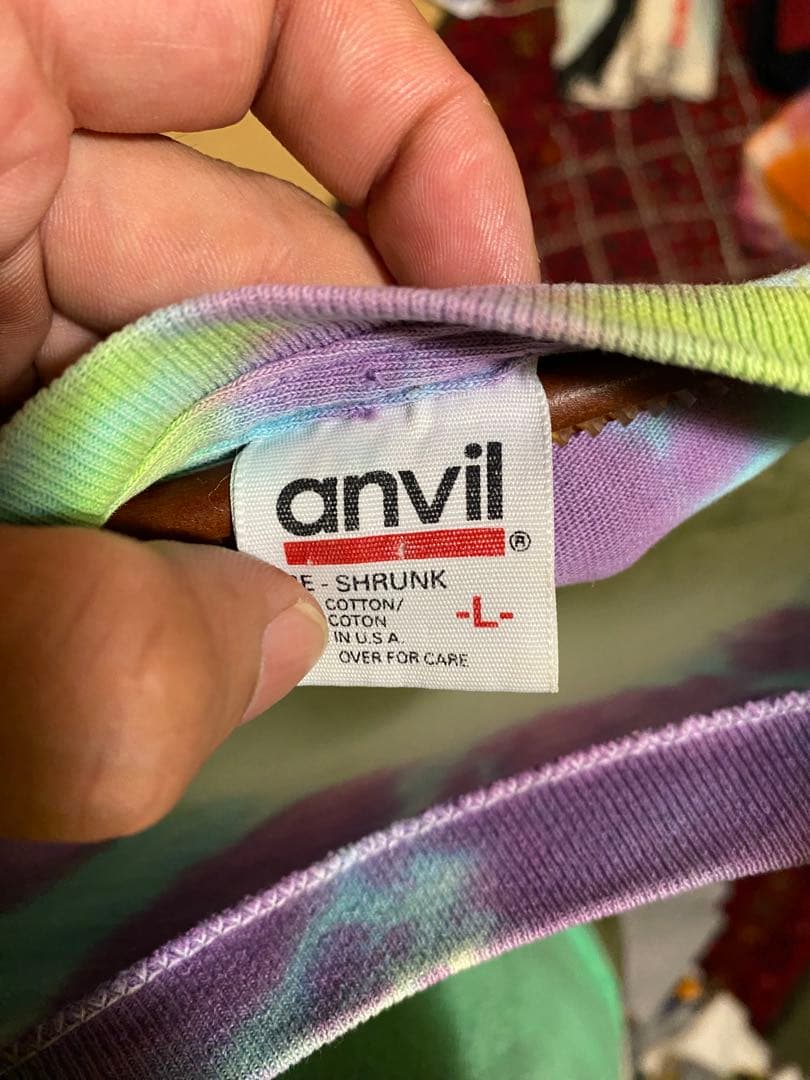 anvil
®
E - SHRUNK
COTTON/
COTON
-L-
IN U.S.A.
OVER FOR CARE